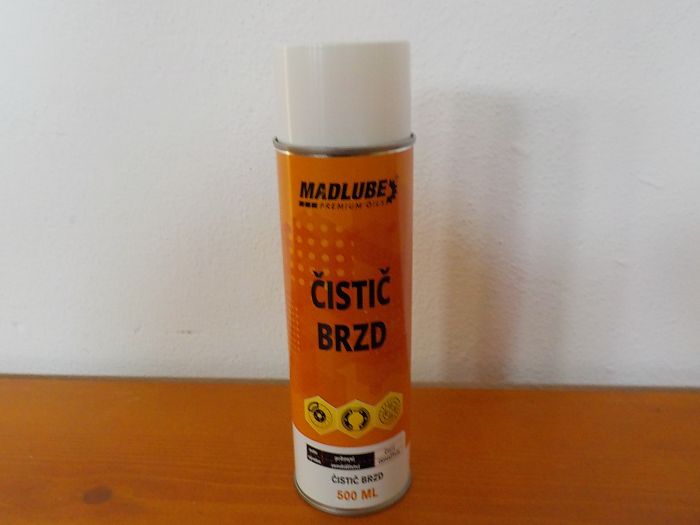 MADLUBE
PREMIUM OILS
ČISTIČ
BRZD
ČISTIČ BRZD
500 ML